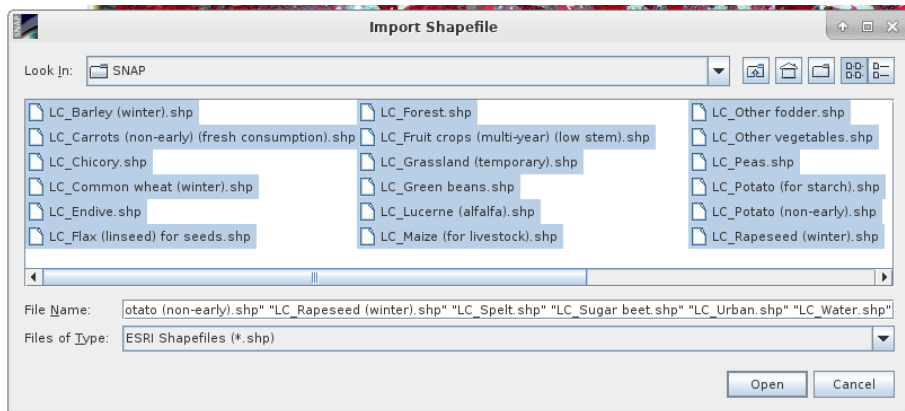 SNAP
Import Shapefile
Look In: SNAP
LC_Barley (winter).shp
LC_Carrots (non-early) (fresh consumption).shp
LC_Chicory.shp
LC_Common wheat (winter).shp
LC_Endive.shp
LC_Flax (linseed) for seeds.shp
LC_Forest.shp
LC_Fruit crops (multi-year) (low stem).shp
LC_Grassland (temporary).shp
LC_Green beans.shp
LC_Lucerne (alfalfa).shp
LC_Maize (for livestock).shp
LC_Other fodder.shp
LC_Other vegetables.shp
LC_Peas.shp
LC_Potato (for starch).shp
LC_Potato (non-early).shp
LC_Rapeseed (winter).shp
File Name: otato (non-early).shp" "LC_Rapeseed (winter).shp" "LC_Spelt.shp" "LC_Sugar beet.shp" "LC_Urban.shp" "LC_Water.shp"
Files of Type: ESRI Shapefiles (*.shp)
Open Cancel